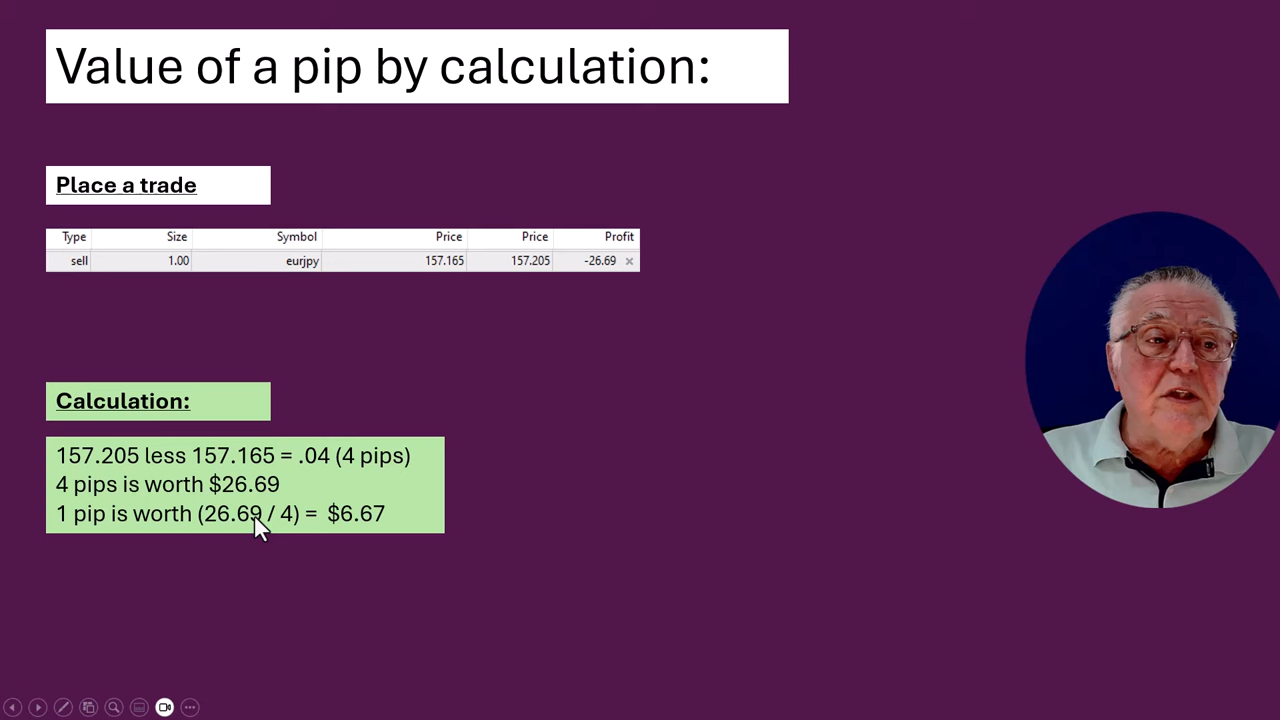 Value of a pip by calculation:
Place a trade
Type Size Symbol Price Price Profit
sell 1.00 eurjpy 157.165 157.205 -26.69
Calculation:
157.205 less 157.165 = .04 (4 pips)
4 pips is worth $26.69
1 pip is worth (26.69 / 4) = $6.67